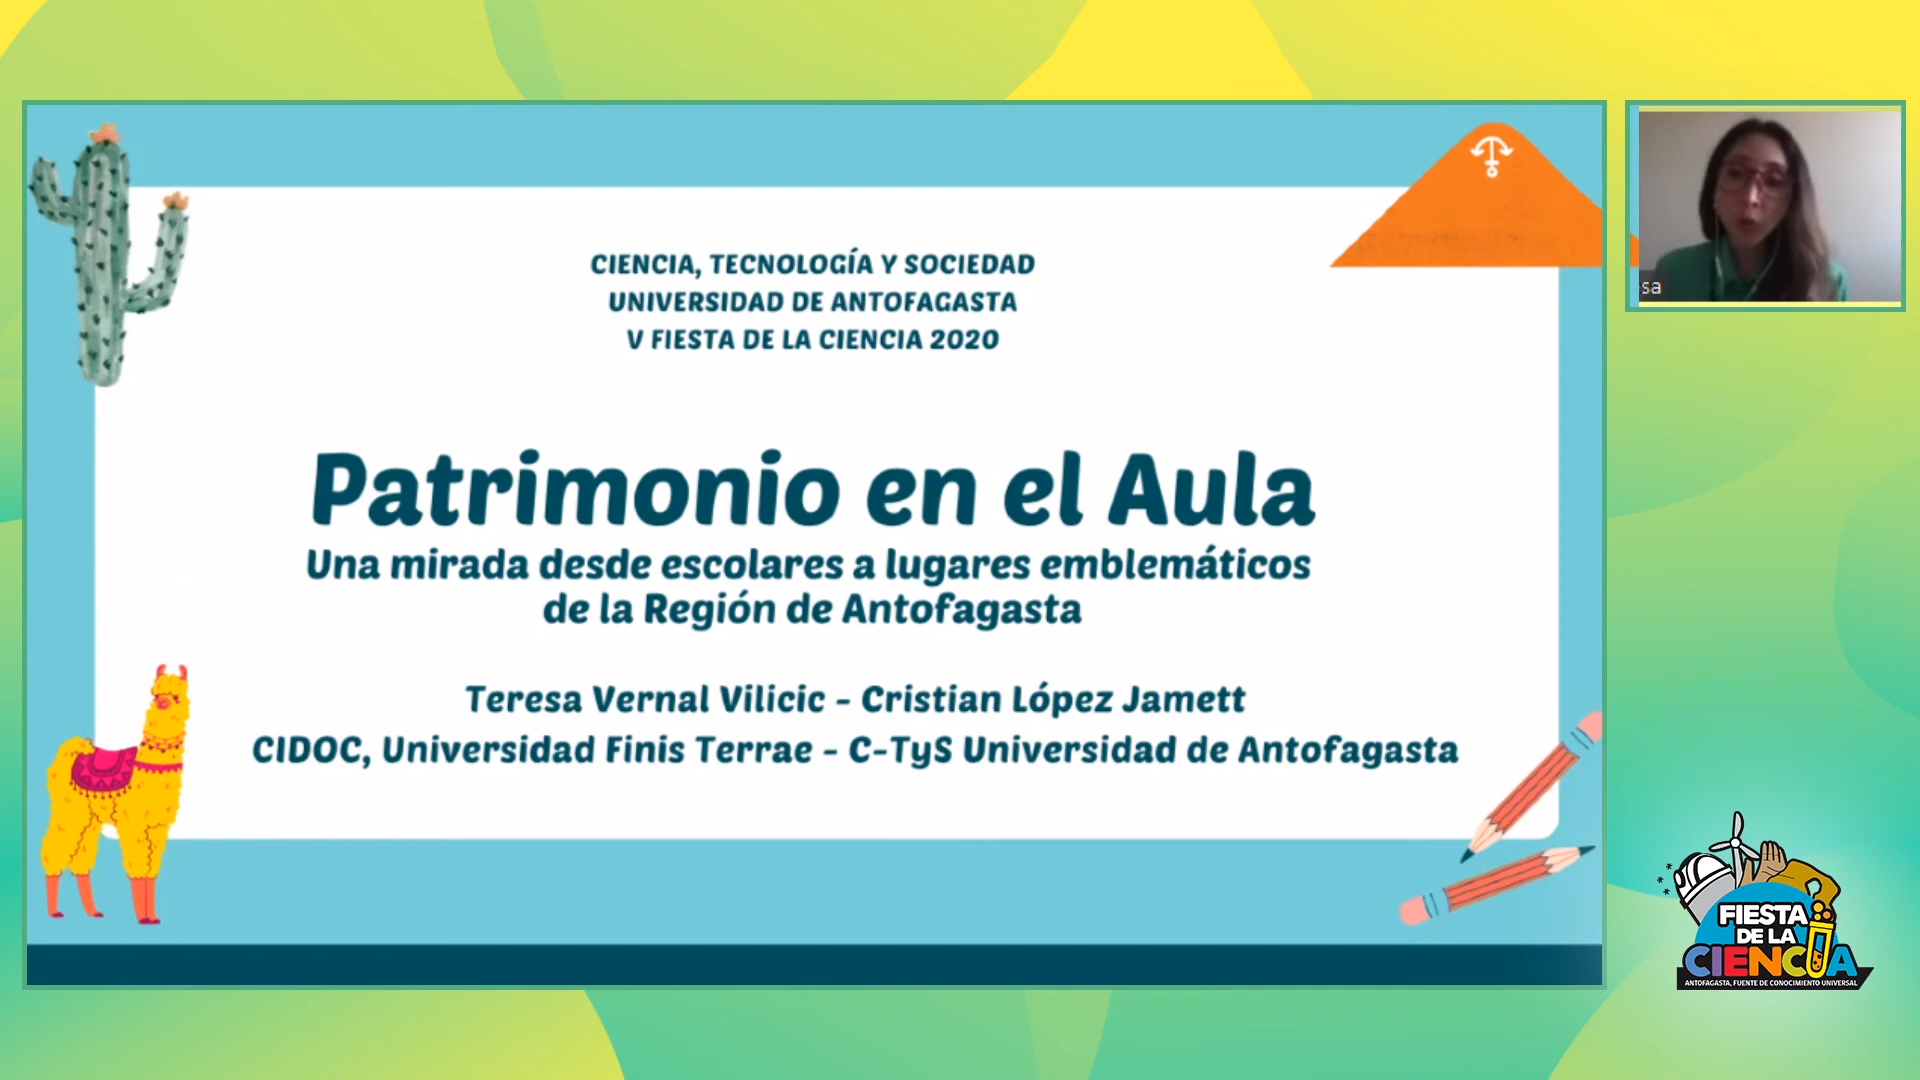 CIENCIA, TECNOLOGÍA Y SOCIEDAD
UNIVERSIDAD DE ANTOFAGASTA
V FIESTA DE LA CIENCIA 2020
Patrimonio en el Aula
Una mirada desde escolares a lugares emblemáticos
de la Región de Antofagasta
Teresa Vernal Vilicic - Cristian López Jamett
CIDOC, Universidad Finis Terrae - C-TyS Universidad de Antofagasta
sa
FIESTA
DE LA
CIENCIA
ANTOFAGASTA, FUENTE DE CONOCIMIENTO UNIVERSAL